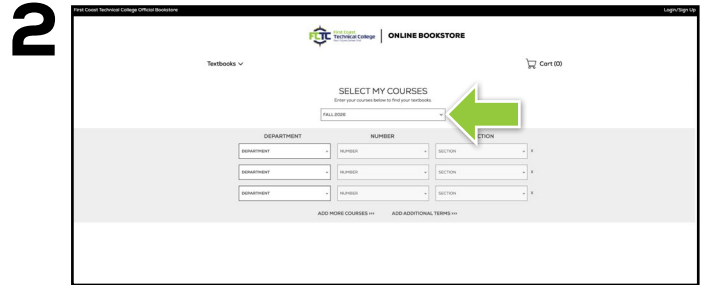 2
First Coast Technical College Official Bookstore Login/Sign Up
FCTC First Coast Technical College ONLINE BOOKSTORE
Textbooks Cart (0)
SELECT MY COURSES
Enter your courses below to find your textbooks.
FALL 2020
DEPARTMENT NUMBER CTION
DEPARTMENT NUMBER SECTION X
DEPARTMENT NUMBER SECTION X
DEPARTMENT NUMBER SECTION X
ADD MORE COURSES >>> ADD ADDITIONAL TERMS >>>